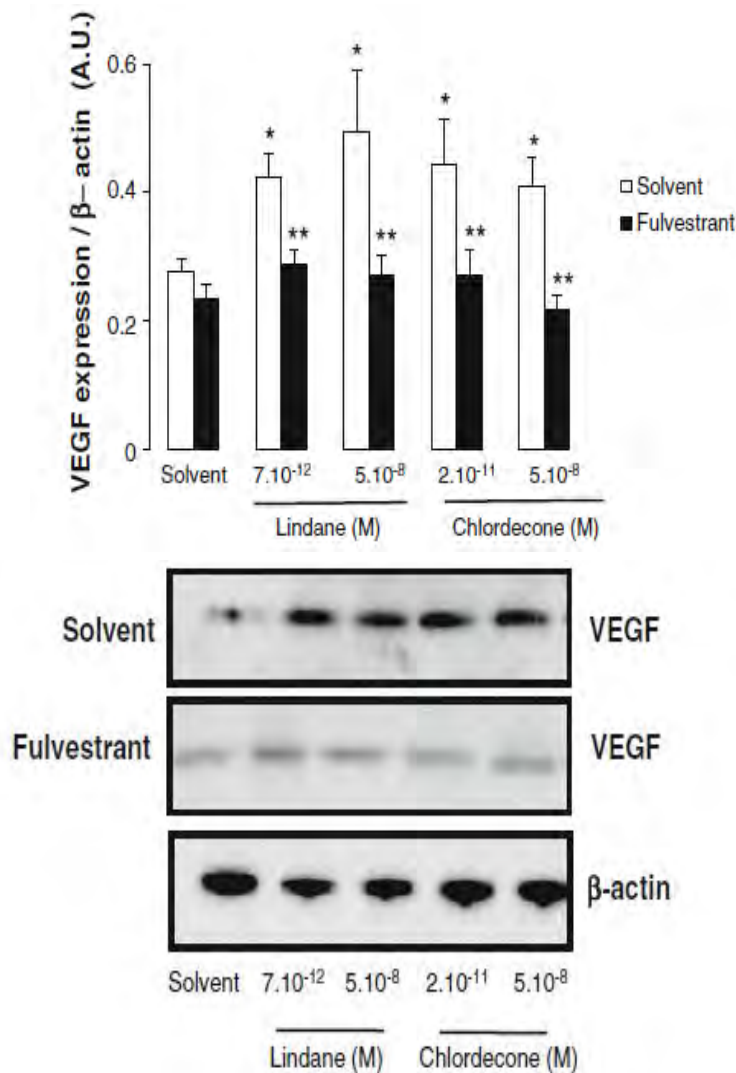 VEGF expression / β– actin (A.U.)
0.6
0.4
0.2
0
*
*
*
*
**
**
**
**
Solvent
Fulvestrant
Solvent 7.10-12 5.10-8 2.10-11 5.10-8
Lindane (M) Chlordecone (M)
Solvent VEGF
Fulvestrant VEGF
β-actin
Solvent 7.10-12 5.10-8 2.10-11 5.10-8
Lindane (M) Chlordecone (M)